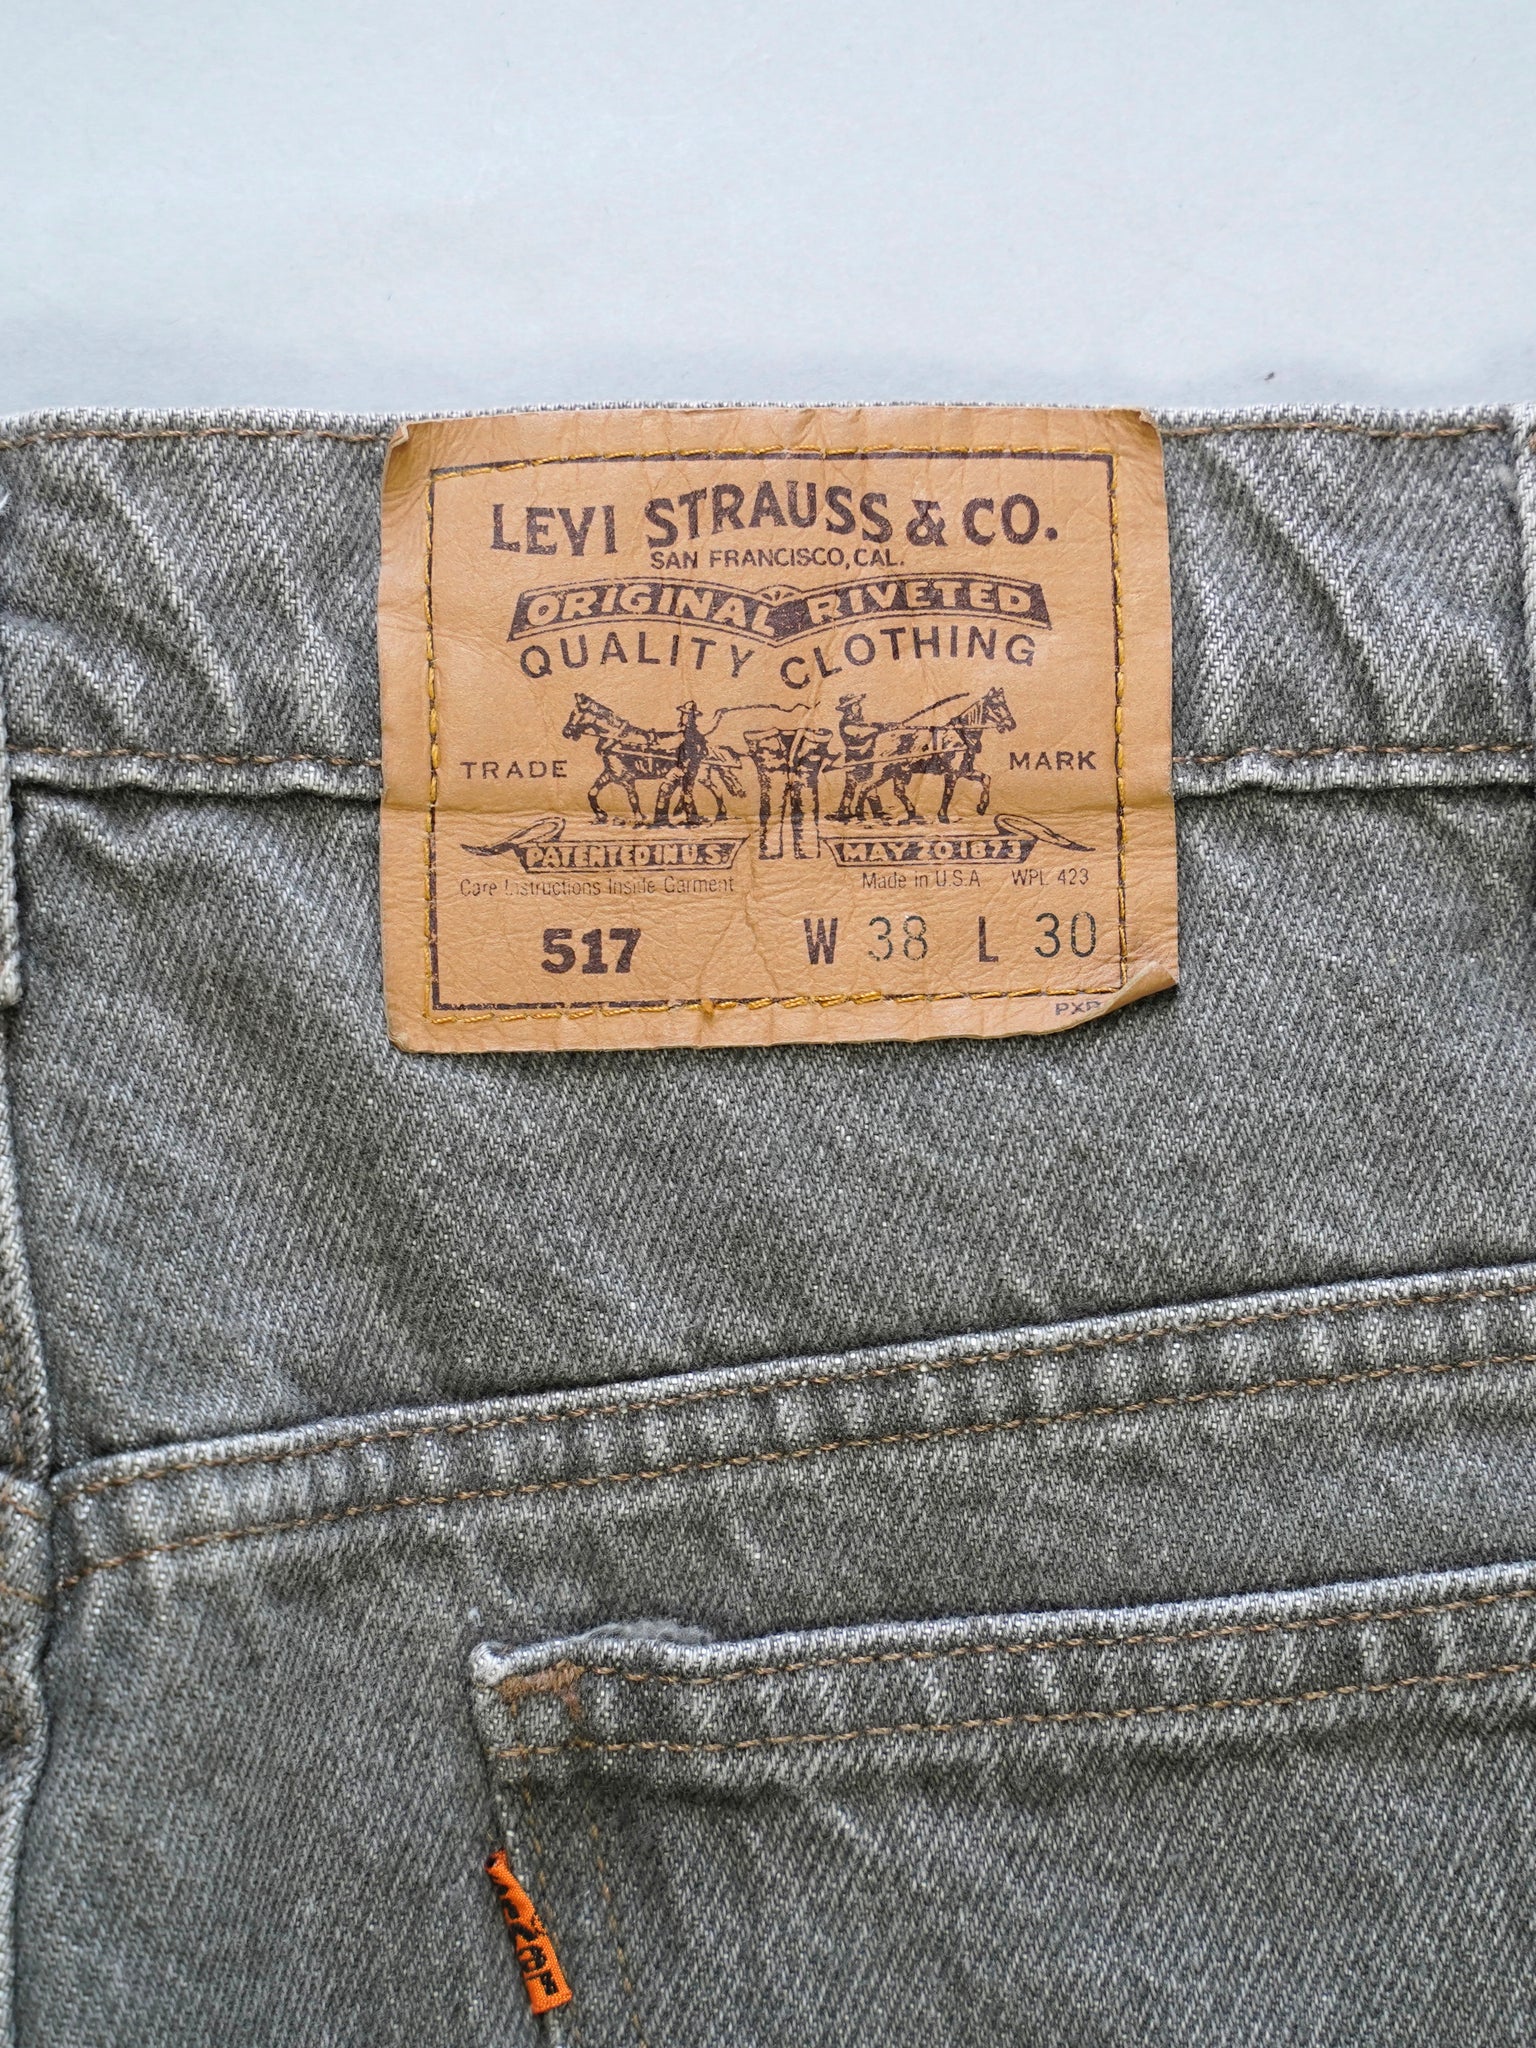 LEVI STRAUSS & CO.
SAN FRANCISCO, CAL.
ORIGINAL RIVETED
QUALITY CLOTHING
TRADE MARK
PATENTED IN U.S. MAY 20 1873
Care Instructions Inside Garment Made in U.S.A WPL 423
517 W 38 L 30